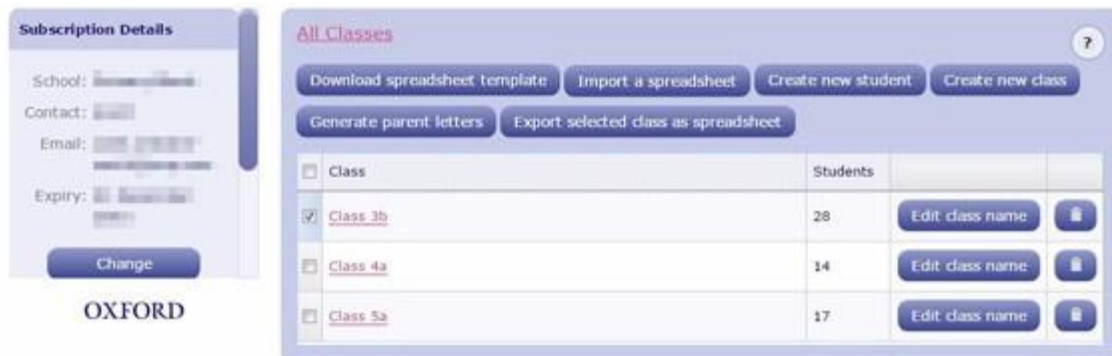 Subscription Details
School:
Contact:
Email:
Expiry:
Change
OXFORD
All Classes
?
Download spreadsheet template Import a spreadsheet Create new student Create new class
Generate parent letters Export selected class as spreadsheet
Class Students
Class 3b 28 Edit class name
Class 4a 14 Edit class name
Class 5a 17 Edit class name